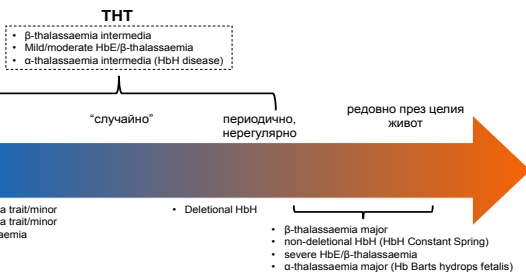 ТНТ
• β-thalassaemia intermedia
• Mild/moderate HbE/β-thalassaemia
• α-thalassaemia intermedia (HbH disease)
“случайно”
периодично,
нерегулярно
редовно през целия
живот
a trait/minor
a trait/minor
aemia
• Deletional HbH
• β-thalassaemia major
• non-deletional HbH (HbH Constant Spring)
• severe HbE/β-thalassaemia
• α-thalassaemia major (Hb Barts hydrops fetalis)